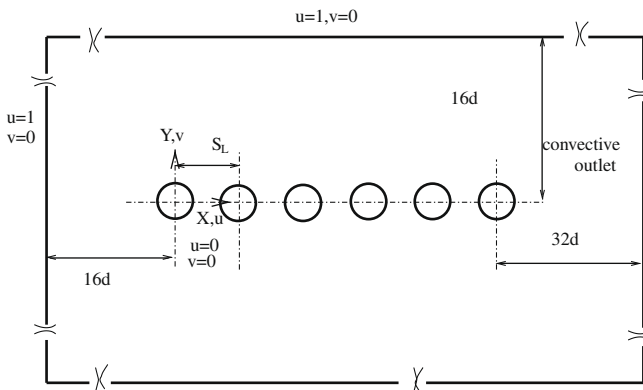 u=1,v=0
16d
u=1
v=0
Y,v
S_L
convective
outlet
X,u
u=0
v=0
16d
32d